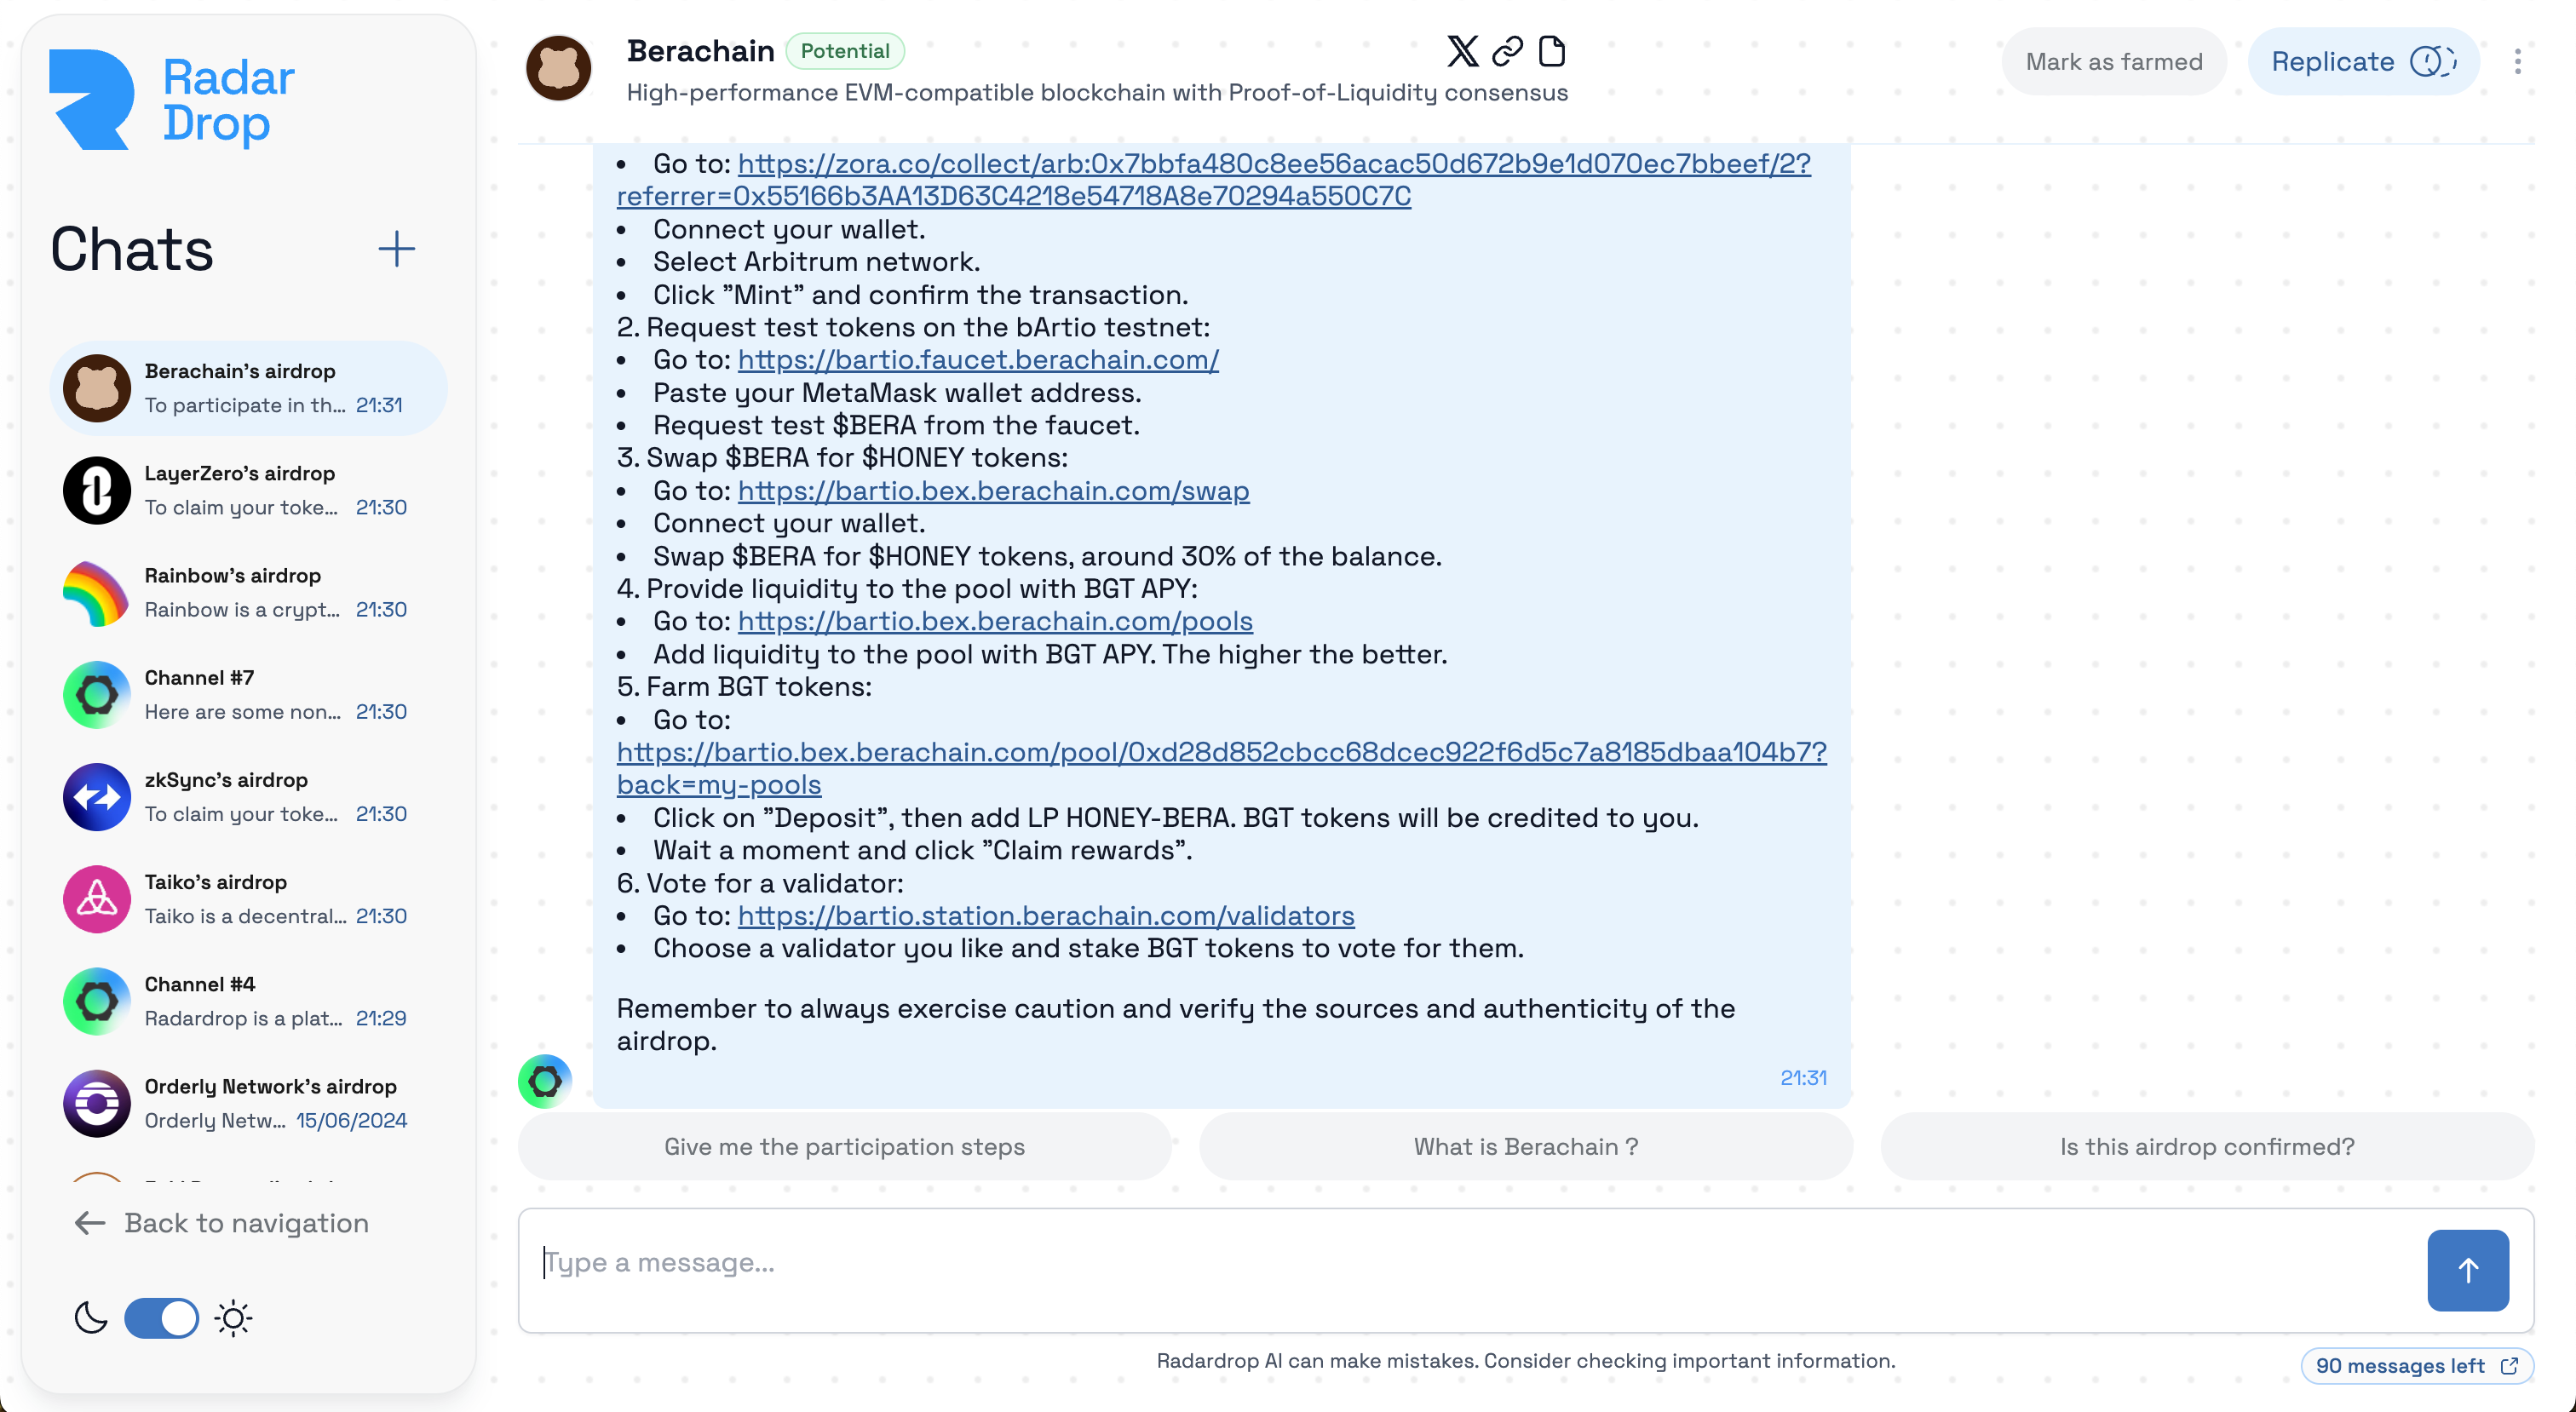 Radar
Drop
Chats
Berachain's airdrop
To participate in th... 21:31
LayerZero's airdrop
To claim your toke... 21:30
Rainbow's airdrop
Rainbow is a crypt... 21:30
Channel #7
Here are some non... 21:30
zkSync's airdrop
To claim your toke... 21:30
Taiko's airdrop
Taiko is a decentral... 21:30
Channel #4
Radardrop is a plat... 21:29
Orderly Network's airdrop
Orderly Netw... 15/06/2024
Back to navigation
Berachain Potential
High-performance EVM-compatible blockchain with Proof-of-Liquidity consensus
Mark as farmed
Replicate
• Go to: https://zora.co/collect/arb:0x7bbfa480c8ee56acac50d672b9e1d070ec7bbeef/2?
referrer=0x55166b3AA13D63C4218e54718A8e70294a550C7C
• Connect your wallet.
• Select Arbitrum network.
• Click "Mint" and confirm the transaction.
2. Request test tokens on the bArtio testnet:
• Go to: https://bartio.faucet.berachain.com/
• Paste your MetaMask wallet address.
• Request test $BERA from the faucet.
3. Swap $BERA for $HONEY tokens:
• Go to: https://bartio.bex.berachain.com/swap
• Connect your wallet.
• Swap $BERA for $HONEY tokens, around 30% of the balance.
4. Provide liquidity to the pool with BGT APY:
• Go to: https://bartio.bex.berachain.com/pools
• Add liquidity to the pool with BGT APY. The higher the better.
5. Farm BGT tokens:
• Go to:
https://bartio.bex.berachain.com/pool/0xd28d852cbcc68dcec922f6d5c7a8185dbaa104b7?
back=my-pools
• Click on "Deposit", then add LP HONEY-BERA. BGT tokens will be credited to you.
• Wait a moment and click "Claim rewards".
6. Vote for a validator:
• Go to: https://bartio.station.berachain.com/validators
• Choose a validator you like and stake BGT tokens to vote for them.
Remember to always exercise caution and verify the sources and authenticity of the
airdrop.
21:31
Give me the participation steps
What is Berachain ?
Is this airdrop confirmed?
Type a message...
Radardrop AI can make mistakes. Consider checking important information.
90 messages left